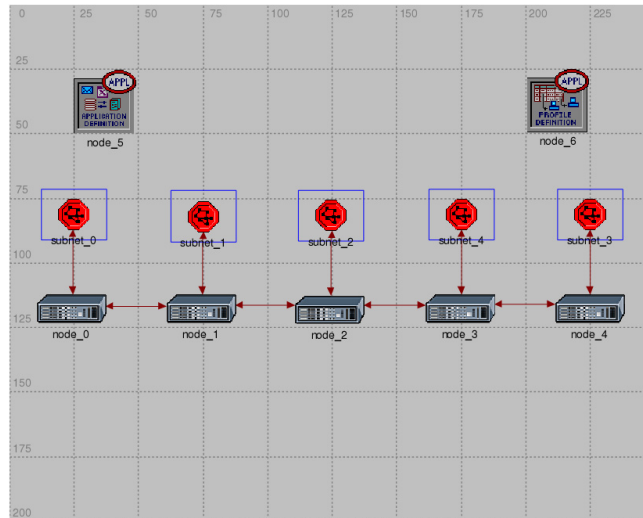 0 25 50 75 100 125 150 175 200 225
25
APPL APPL
APPLICATION PROFILE
DEFINITION DEFINITION
50
node_5 node_6
75
subnet_0 subnet_1 subnet_2 subnet_4 subnet_3
100
125
node_0 node_1 node_2 node_3 node_4
150
175
200